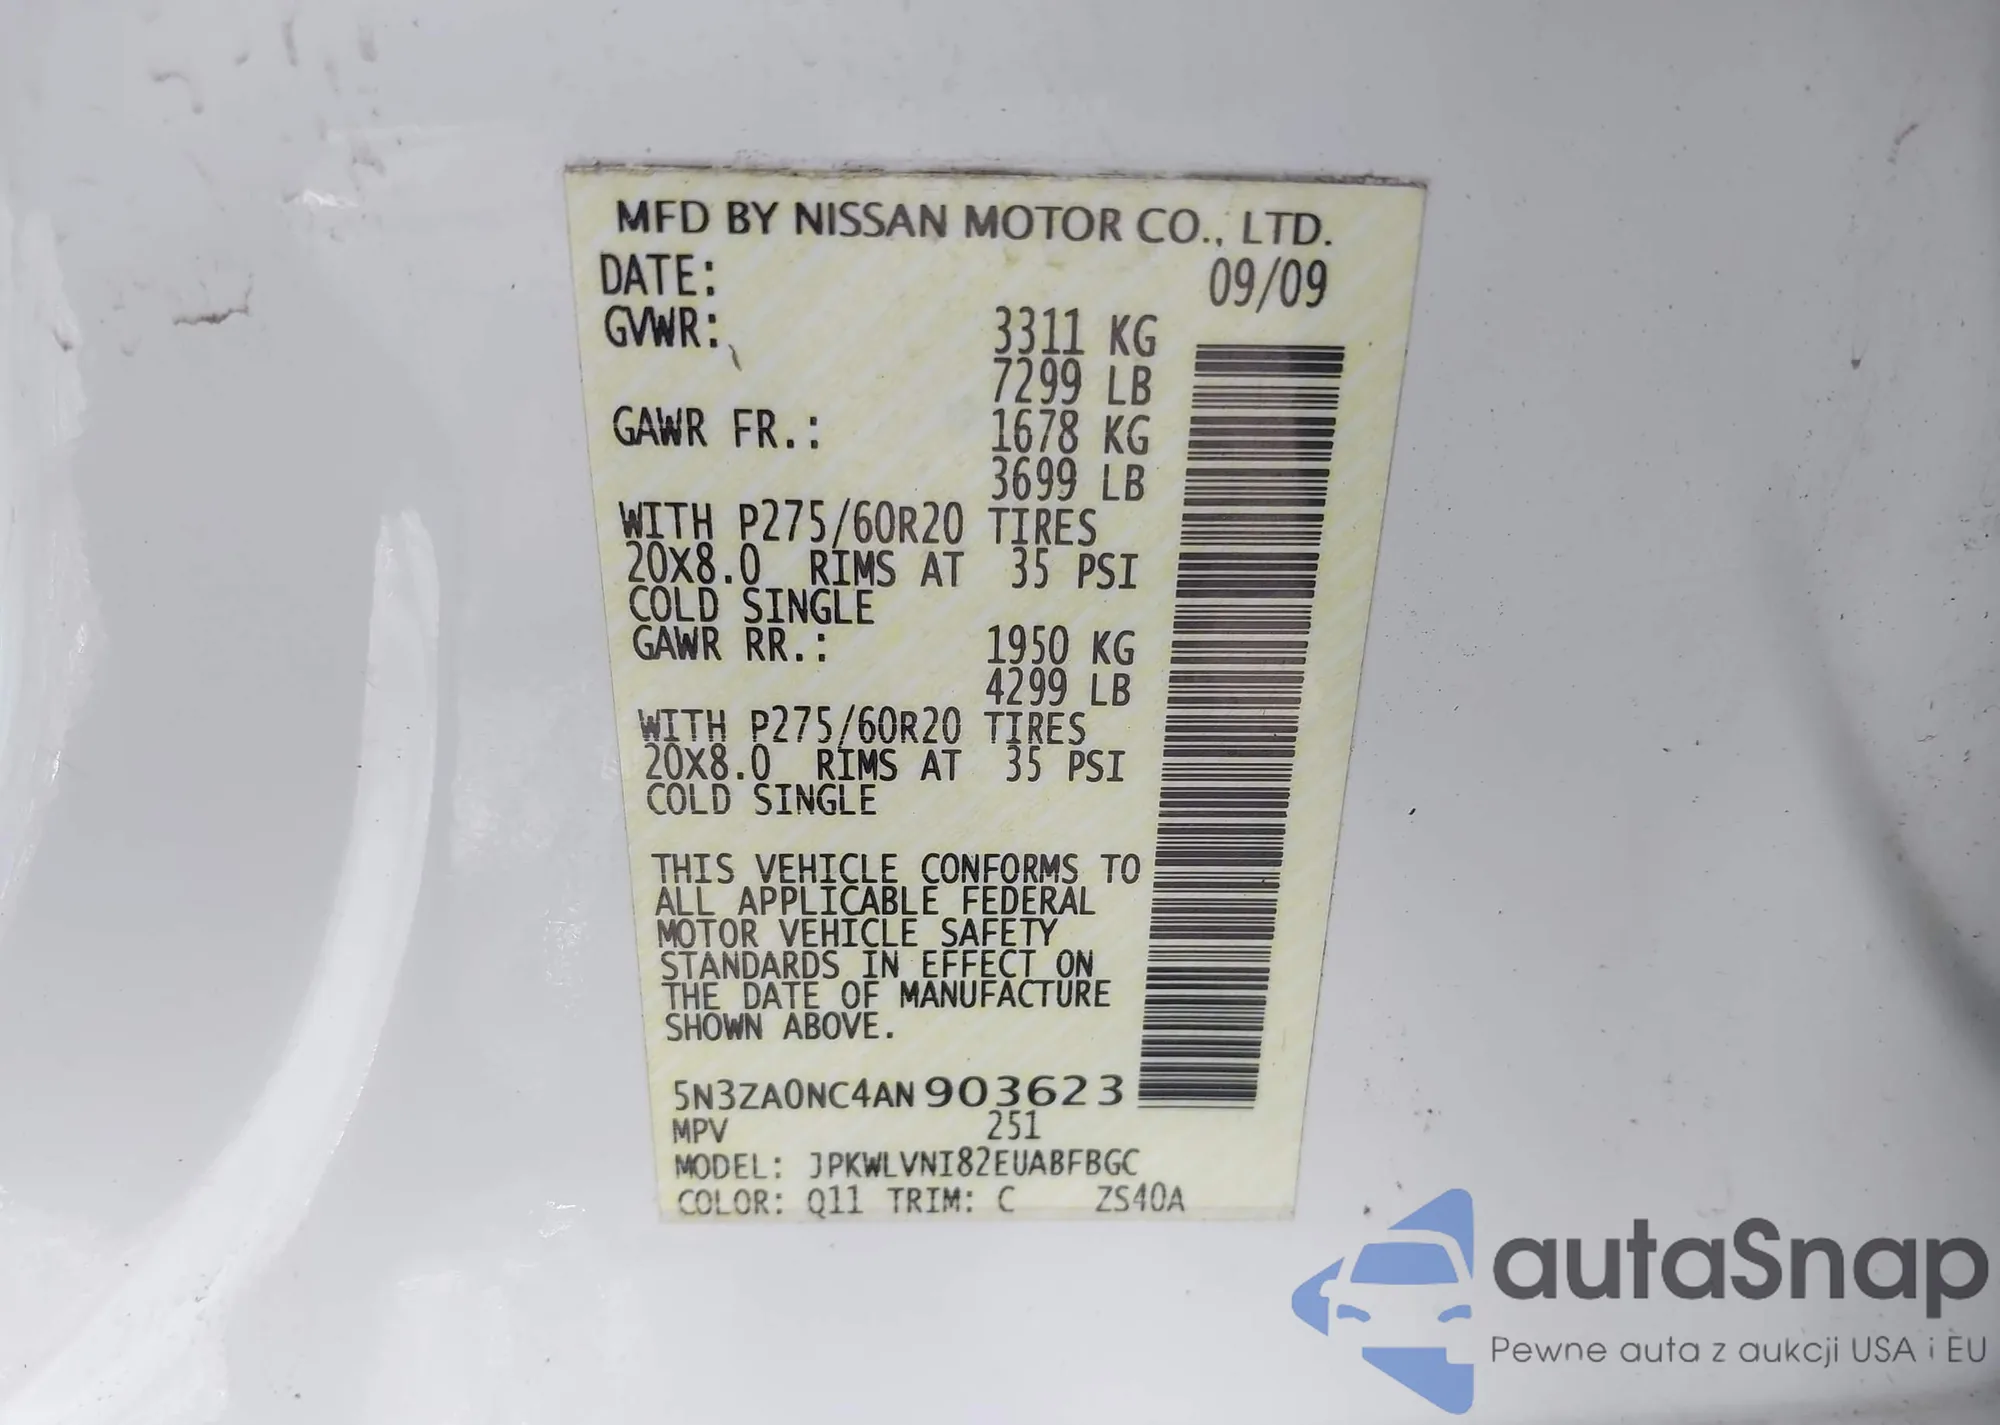 MFD BY NISSAN MOTOR CO., LTD.
DATE: 09/09
GVWR: 3311 KG
7299 LB
GAWR FR.: 1678 KG
3699 LB
WITH P275/60R20 TIRES
20X8.0 RIMS AT 35 PSI
COLD SINGLE
GAWR RR.: 1950 KG
4299 LB
WITH P275/60R20 TIRES
20X8.0 RIMS AT 35 PSI
COLD SINGLE
THIS VEHICLE CONFORMS TO
ALL APPLICABLE FEDERAL
MOTOR VEHICLE SAFETY
STANDARDS IN EFFECT ON
THE DATE OF MANUFACTURE
SHOWN ABOVE.
5N3ZA0NC4AN903623
MPV 251
MODEL: JPKWLVNI82EUABFBGC
COLOR: Q11 TRIM: C ZS40A
autaSnap
Pewne auta z aukcji USA i EU